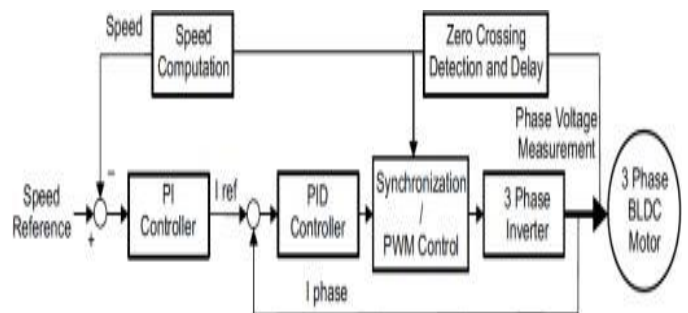 Speed
Speed
Computation
Zero Crossing
Detection and Delay
Phase Voltage
Measurement
Speed
Reference
–
+
PI
Controller
I ref
PID
Controller
Synchronization
/
PWM Control
3 Phase
Inverter
3 Phase
BLDC
Motor
I phase